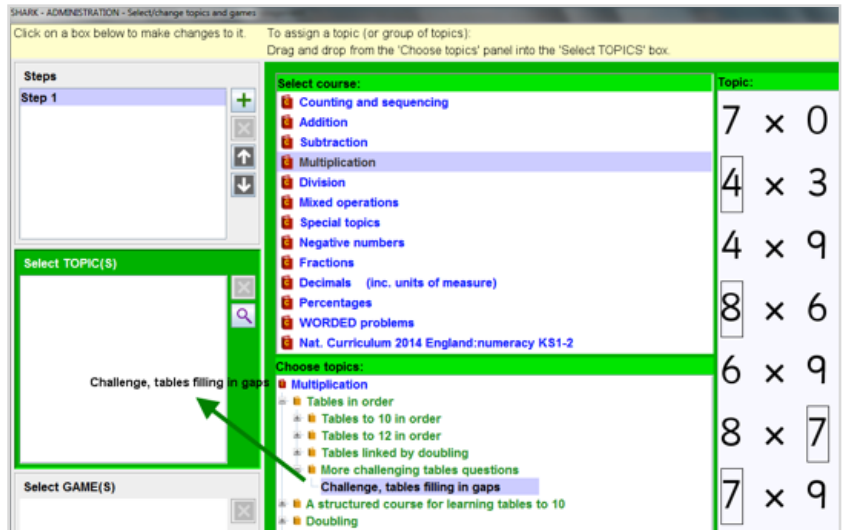 SHARK - ADMINISTRATION - Select/change topics and games
Click on a box below to make changes to it.
To assign a topic (or group of topics):
Drag and drop from the 'Choose topics' panel into the 'Select TOPICS' box.
Steps
Step 1
Select TOPIC(S)
Challenge, tables filling in gaps
Select GAME(S)
Select course:
Counting and sequencing
Addition
Subtraction
Multiplication
Division
Mixed operations
Special topics
Negative numbers
Fractions
Decimals (inc. units of measure)
Percentages
WORDED problems
Nat. Curriculum 2014 England:numeracy KS1-2
Choose topics:
Multiplication
Tables in order
Tables to 10 in order
Tables to 12 in order
Tables linked by doubling
More challenging tables questions
Challenge, tables filling in gaps
A structured course for learning tables to 10
Doubling
Topic:
7 × 0
4 × 3
4 × 9
8 × 6
6 × 9
8 × 7
7 × 9